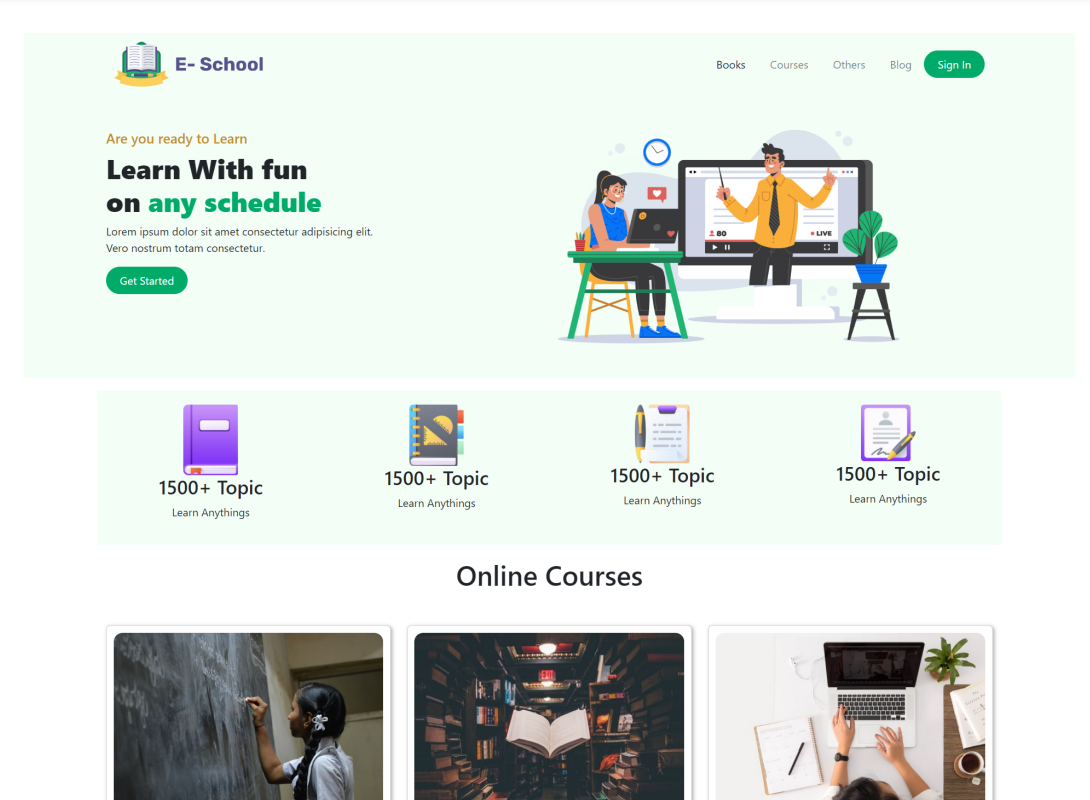 E- School
Books Courses Others Blog Sign In
Are you ready to Learn
Learn With fun
on any schedule
Lorem ipsum dolor sit amet consectetur adipisicing elit.
Vero nostrum totam consectetur.
Get Started
80
LIVE
1500+ Topic
Learn Anythings
1500+ Topic
Learn Anythings
1500+ Topic
Learn Anythings
1500+ Topic
Learn Anythings
Online Courses
EXIT